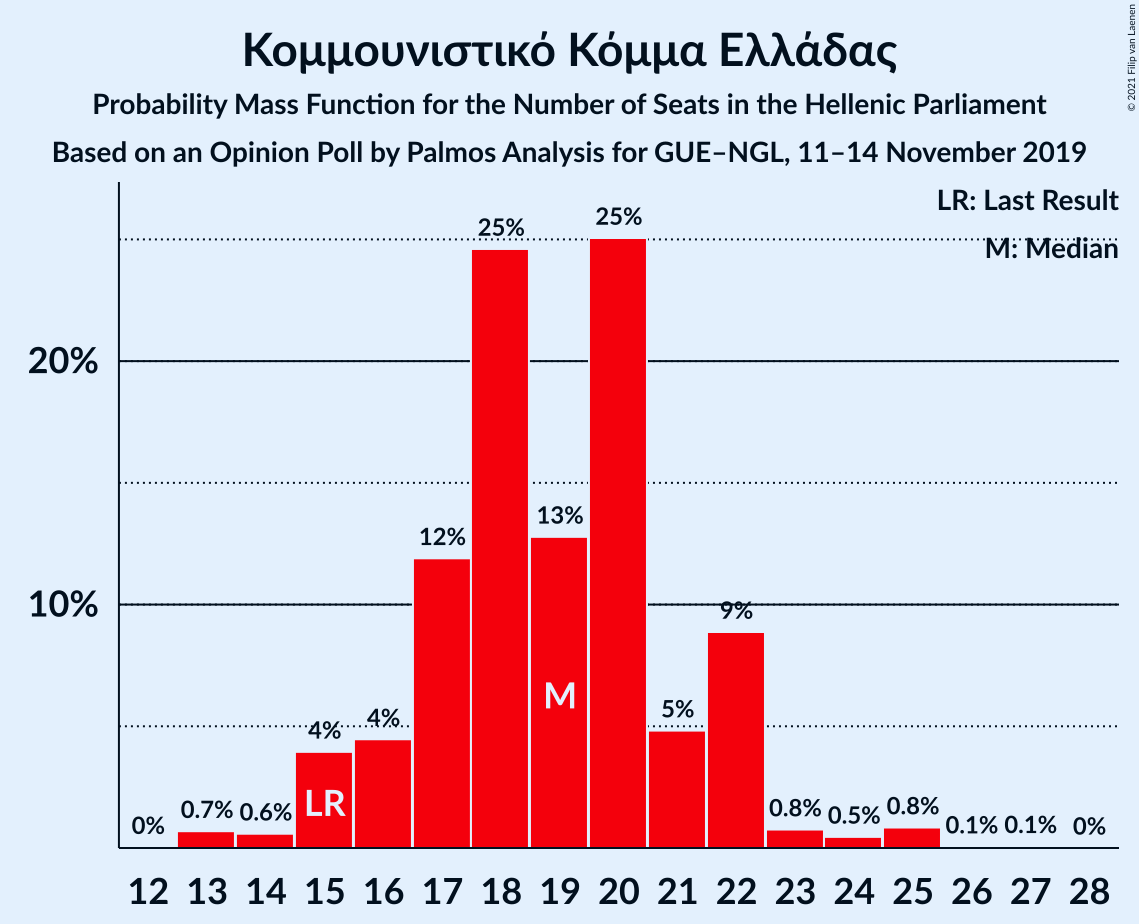 Κομμουνιστικό Κόμμα Ελλάδας
Probability Mass Function for the Number of Seats in the Hellenic Parliament
Based on an Opinion Poll by Palmos Analysis for GUE–NGL, 11–14 November 2019
© 2021 Filip van Laenen
LR: Last Result
M: Median
20%
10%
0%
0.7%
0.6%
4%
4%
12%
25%
13%
25%
5%
9%
0.8%
0.5%
0.8%
0.1%
0.1%
0%
LR
M
12 13 14 15 16 17 18 19 20 21 22 23 24 25 26 27 28